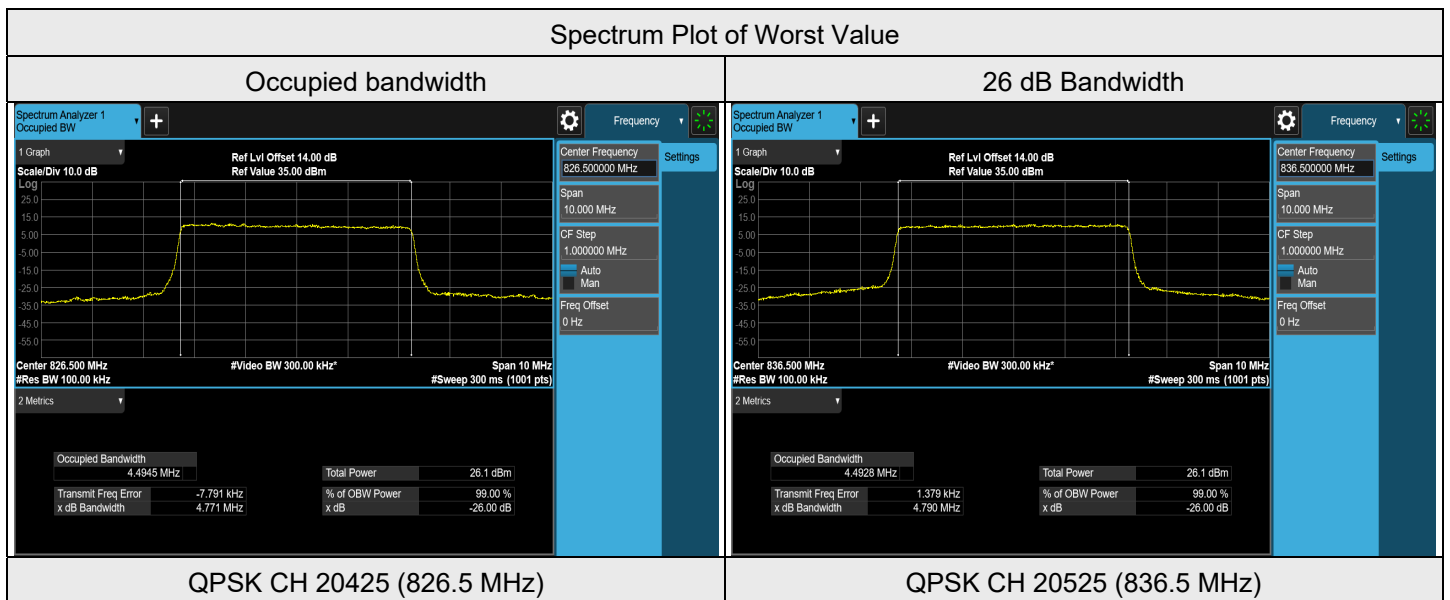 Spectrum Plot of Worst Value
Occupied bandwidth
26 dB Bandwidth
Spectrum Analyzer 1
Occupied BW
+
Frequency
1 Graph
Scale/Div 10.0 dB
Ref Lvl Offset 14.00 dB
Ref Value 35.00 dBm
Log
25.0
15.0
5.00
-5.00
-15.0
-25.0
-35.0
-45.0
-55.0
Center 826.500 MHz
#Res BW 100.00 kHz
#Video BW 300.00 kHz*
Span 10 MHz
#Sweep 300 ms (1001 pts)
Center Frequency
826.500000 MHz
Settings
Span
10.000 MHz
CF Step
1.000000 MHz
Auto
Man
Freq Offset
0 Hz
2 Metrics
Occupied Bandwidth
4.4945 MHz
Total Power 26.1 dBm
Transmit Freq Error -7.791 kHz % of OBW Power 99.00 %
x dB Bandwidth 4.771 MHz x dB -26.00 dB
Spectrum Analyzer 1
Occupied BW
+
Frequency
1 Graph
Scale/Div 10.0 dB
Ref Lvl Offset 14.00 dB
Ref Value 35.00 dBm
Log
25.0
15.0
5.00
-5.00
-15.0
-25.0
-35.0
-45.0
-55.0
Center 836.500 MHz
#Res BW 100.00 kHz
#Video BW 300.00 kHz*
Span 10 MHz
#Sweep 300 ms (1001 pts)
Center Frequency
836.500000 MHz
Settings
Span
10.000 MHz
CF Step
1.000000 MHz
Auto
Man
Freq Offset
0 Hz
2 Metrics
Occupied Bandwidth
4.4928 MHz
Total Power 26.1 dBm
Transmit Freq Error 1.379 kHz % of OBW Power 99.00 %
x dB Bandwidth 4.790 MHz x dB -26.00 dB
QPSK CH 20425 (826.5 MHz)
QPSK CH 20525 (836.5 MHz)